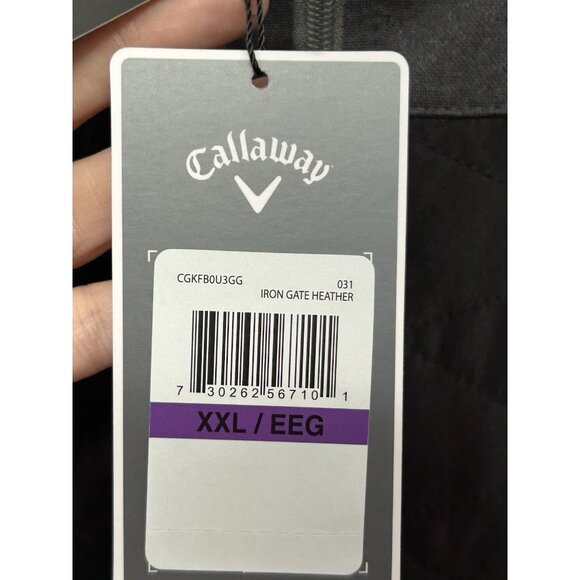 Callaway
CGKFB0U3GG 031
IRON GATE HEATHER
7 30262 56710 1
XXL / EEG